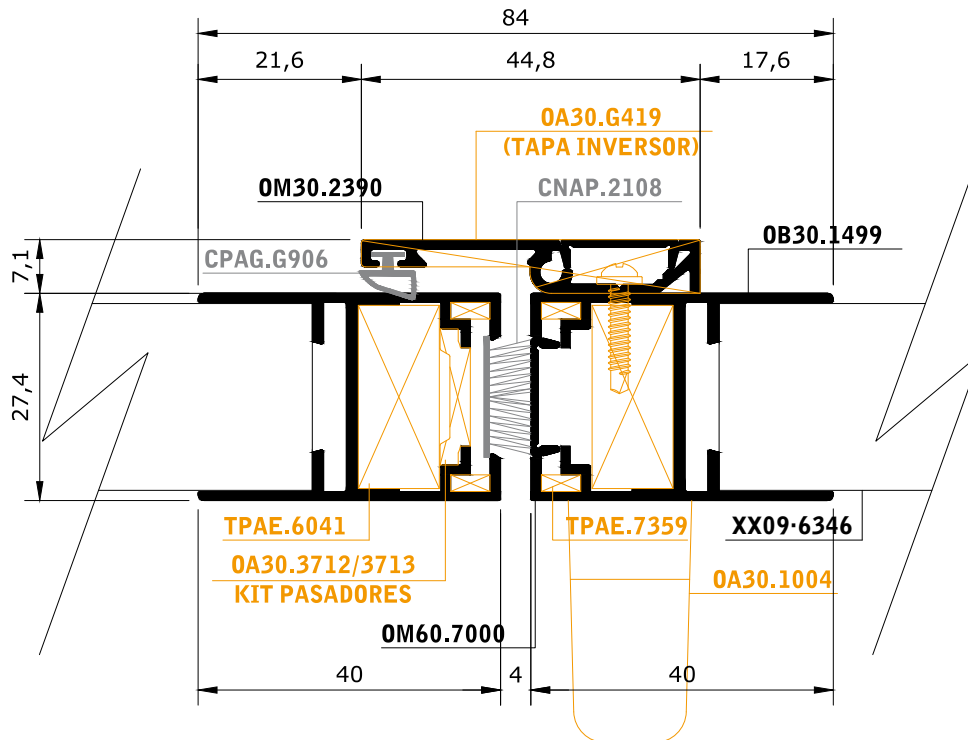 84
21,6
44,8
17,6
OA30.G419
(TAPA INVERSOR)
OM30.2390
CNAP.2108
OB30.1499
CPAG.G906
7,1
27,4
TPAE.6041
TPAE.7359
XX09·6346
OA30.3712/3713
KIT PASADORES
OA30.1004
OM60.7000
40
4
40